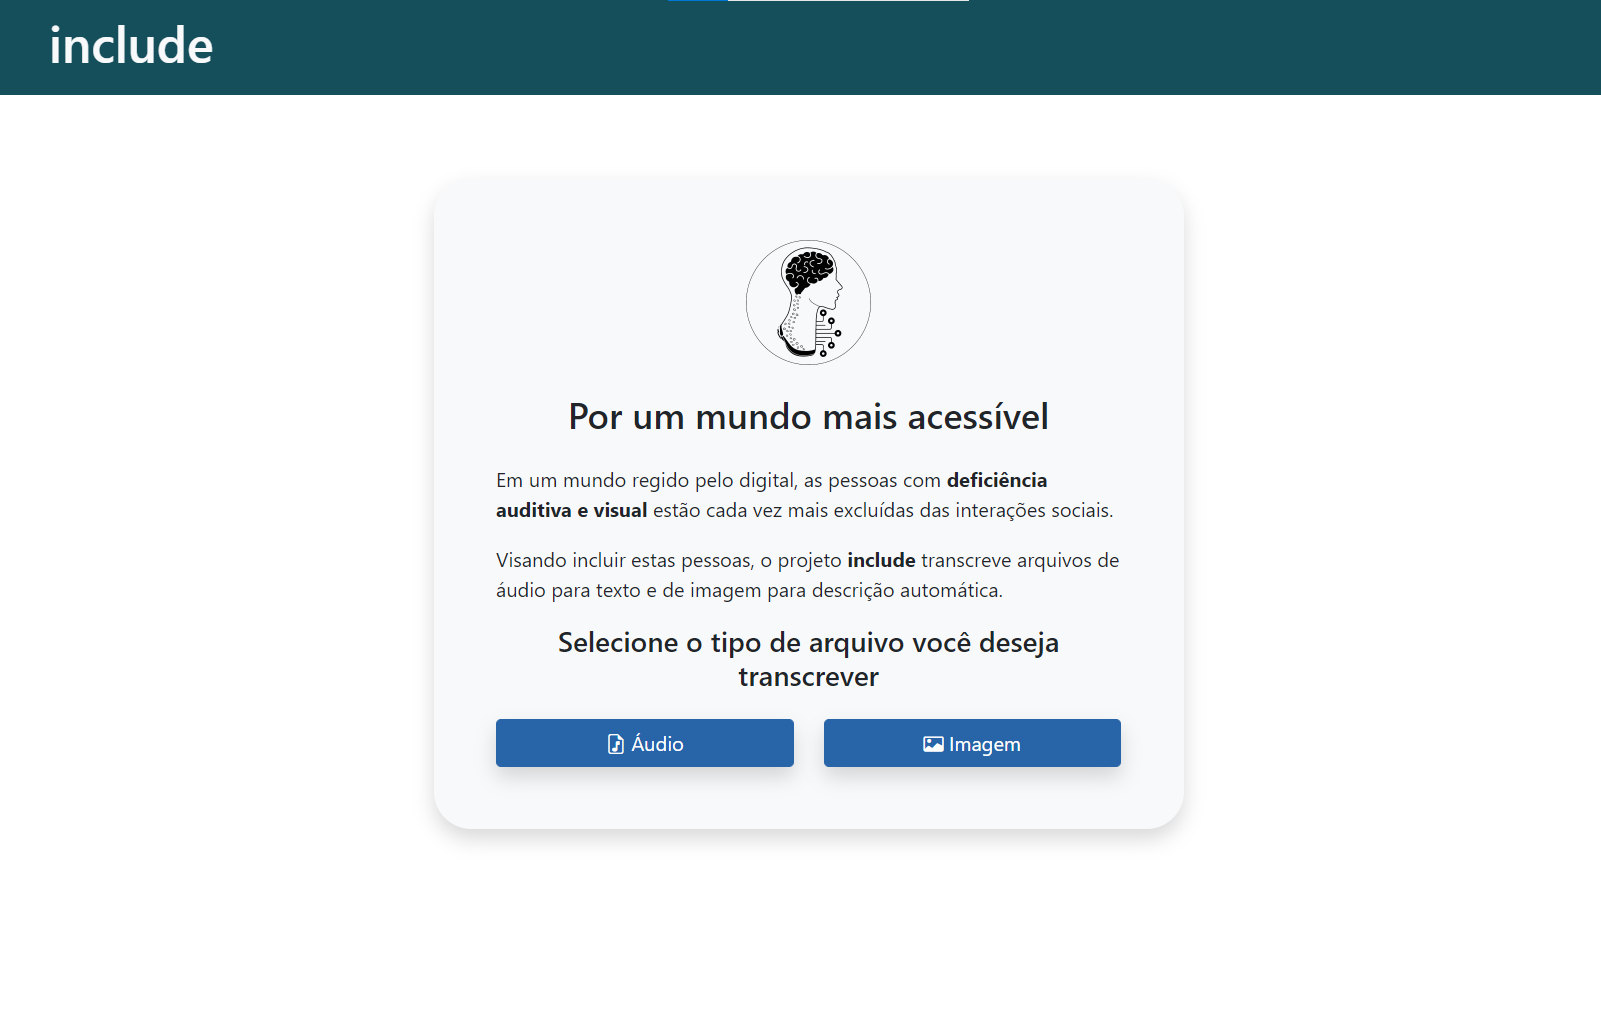 include
Por um mundo mais acessível
Em um mundo regido pelo digital, as pessoas com deficiência
auditiva e visual estão cada vez mais excluídas das interações sociais.
Visando incluir estas pessoas, o projeto include transcreve arquivos de
áudio para texto e de imagem para descrição automática.
Selecione o tipo de arquivo você deseja
transcrever
Áudio
Imagem